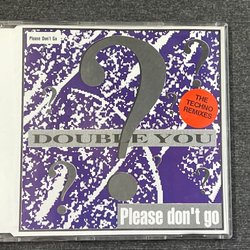 Please Don't Go
?
THE
TECHNO
REMIXES
DOUBLE YOU
Please don't go